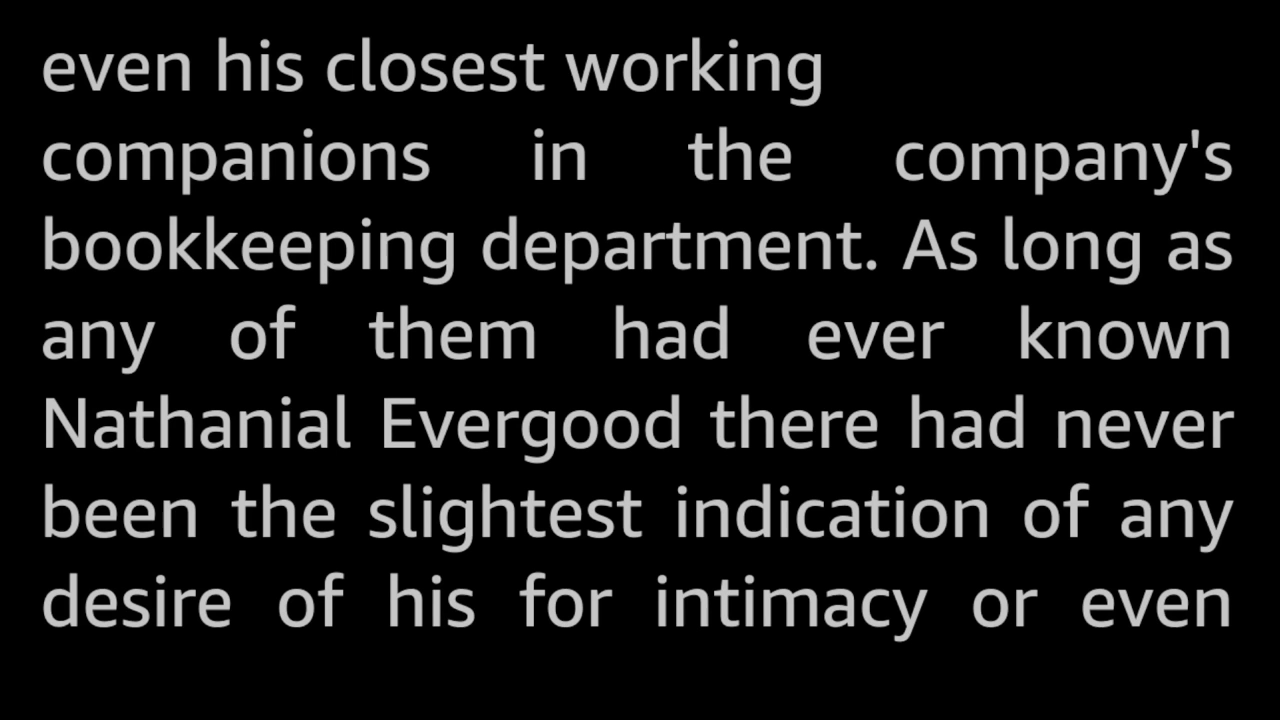 even his closest working
companions in the company's
bookkeeping department. As long as
any of them had ever known
Nathanial Evergood there had never
been the slightest indication of any
desire of his for intimacy or even